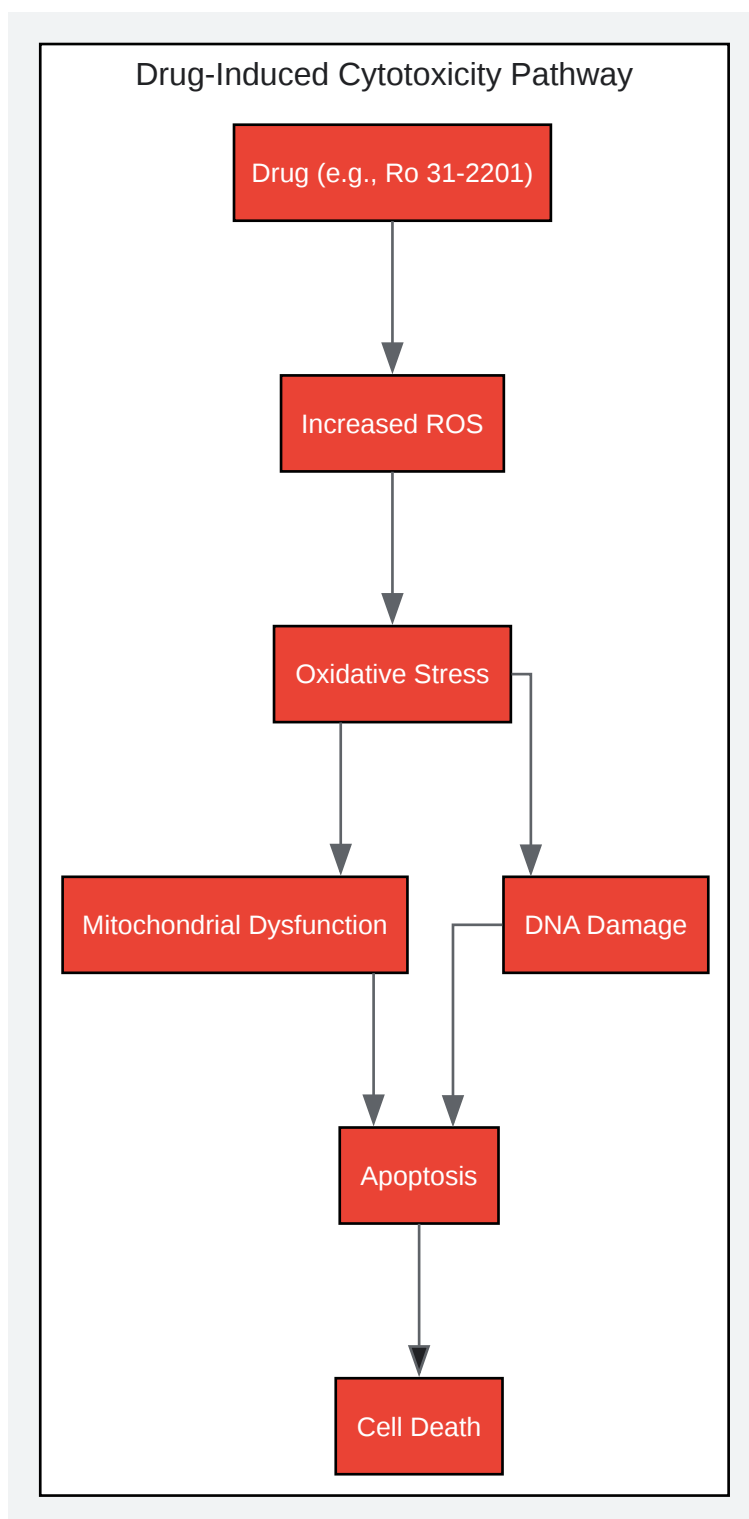 Drug-Induced Cytotoxicity Pathway
Drug (e.g., Ro 31-2201)
Increased ROS
Oxidative Stress
Mitochondrial Dysfunction
DNA Damage
Apoptosis
Cell Death